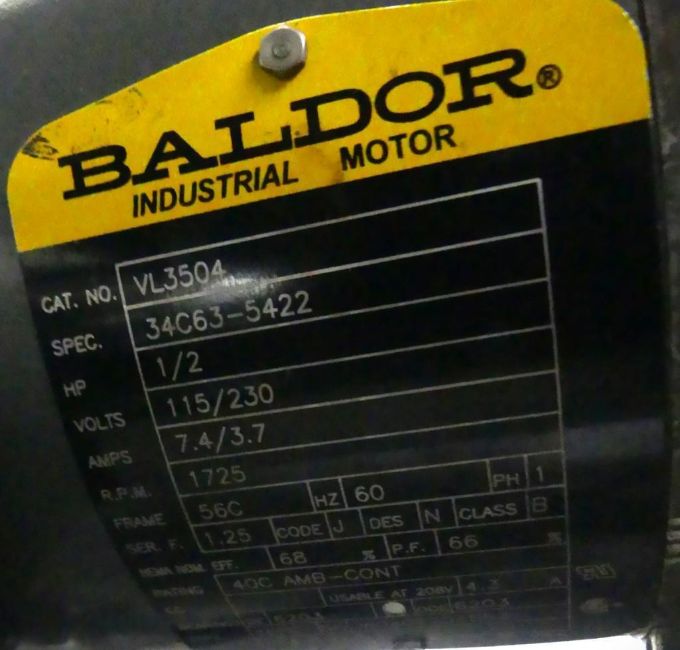 BALDOR®
INDUSTRIAL MOTOR
CAT. NO. VL3504
SPEC. 34C63-5422
HP 1/2
VOLTS 115/230
AMPS 7.4/3.7
R.P.M. 1725
FRAME 56C HZ 60 PH 1
SER. F. 1.25 CODE J DES N CLASS B
NEMA NOM. EFF. 68 % P.F. 66 %
RATING 40C AMB-CONT
USABLE AT 208V 4.3 A
6203